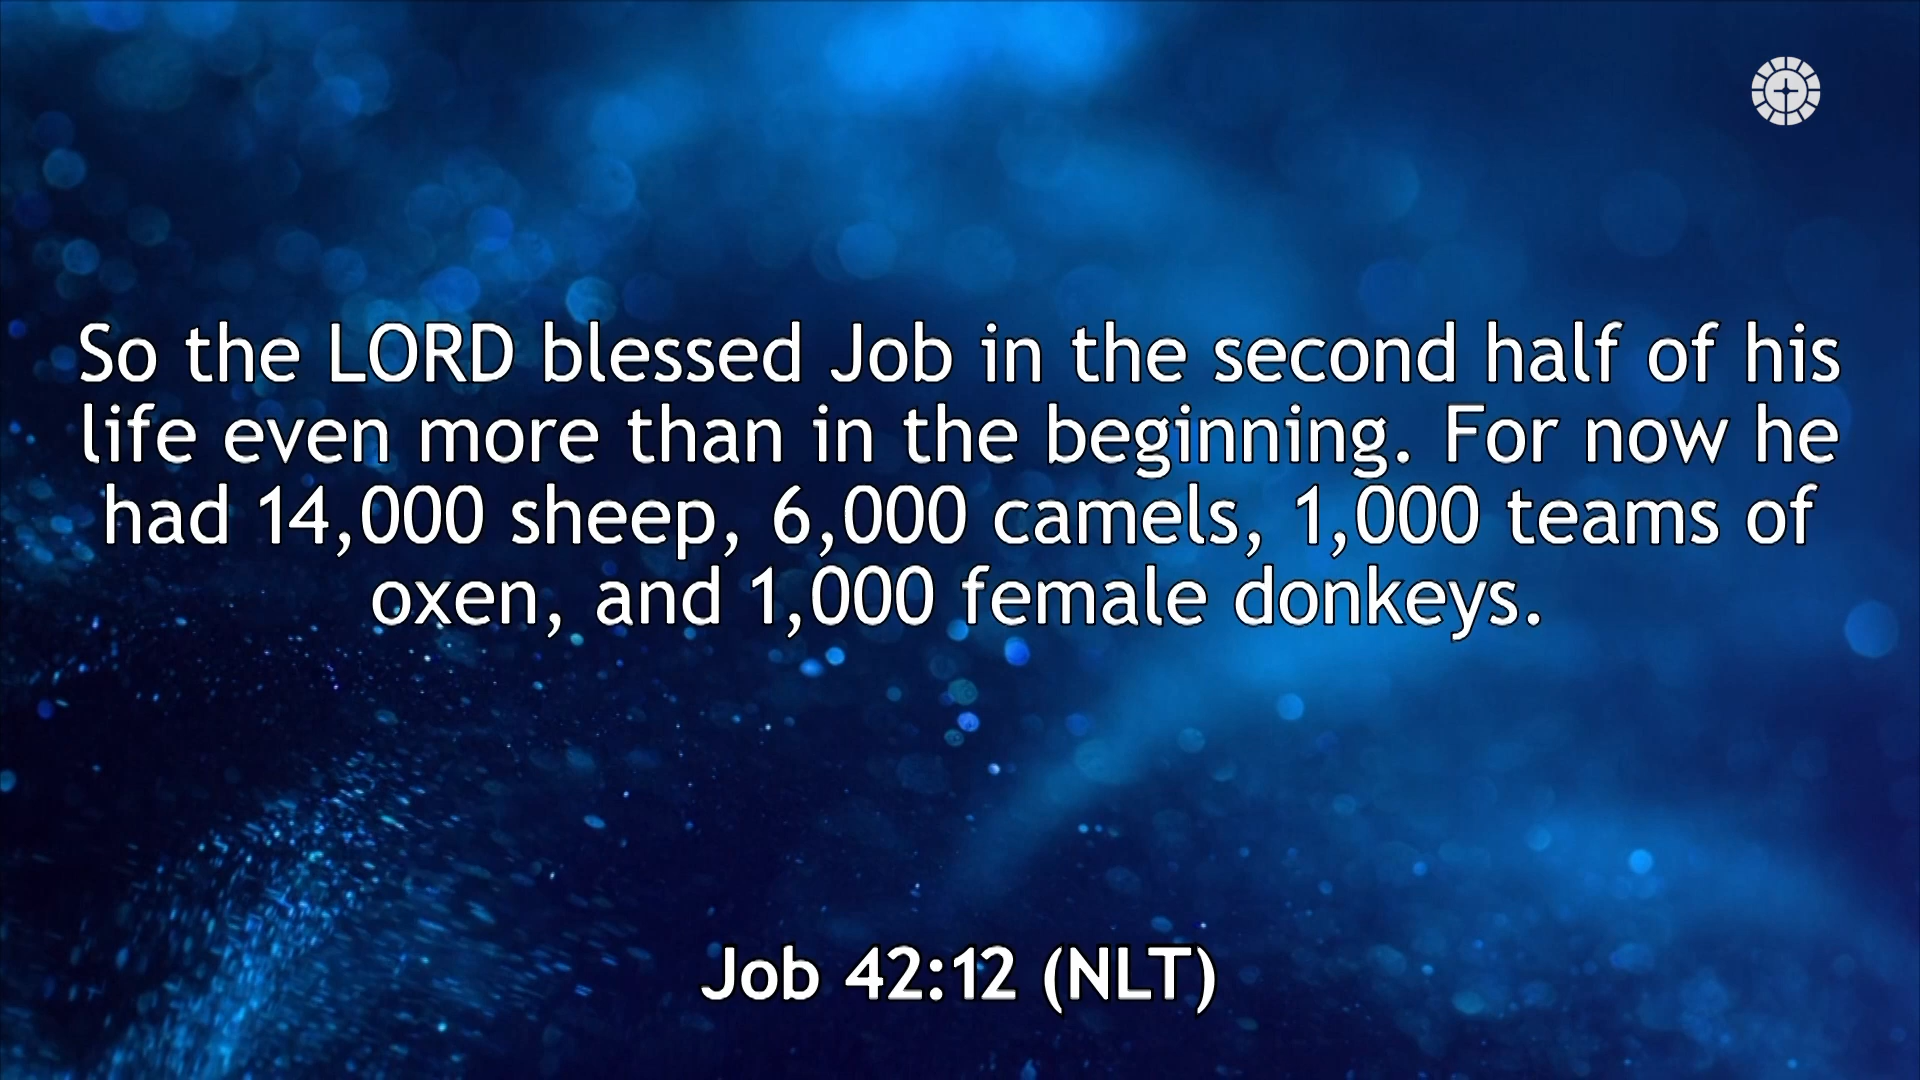 So the LORD blessed Job in the second half of his
life even more than in the beginning. For now he
had 14,000 sheep, 6,000 camels, 1,000 teams of
oxen, and 1,000 female donkeys.
Job 42:12 (NLT)